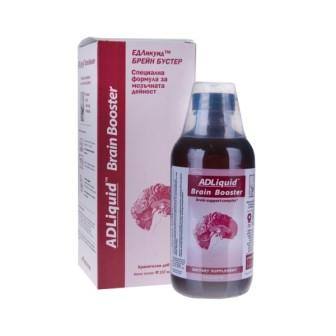 ЕДЛикуид™
БРЕЙН БУСТЕР
Специална
формула за
мозъчната
дейност
ADLiquid™ Brain Booster
Хранителна
ADLiquid™
Brain Booster
brain support complex
DIETARY SUPPLEMENT